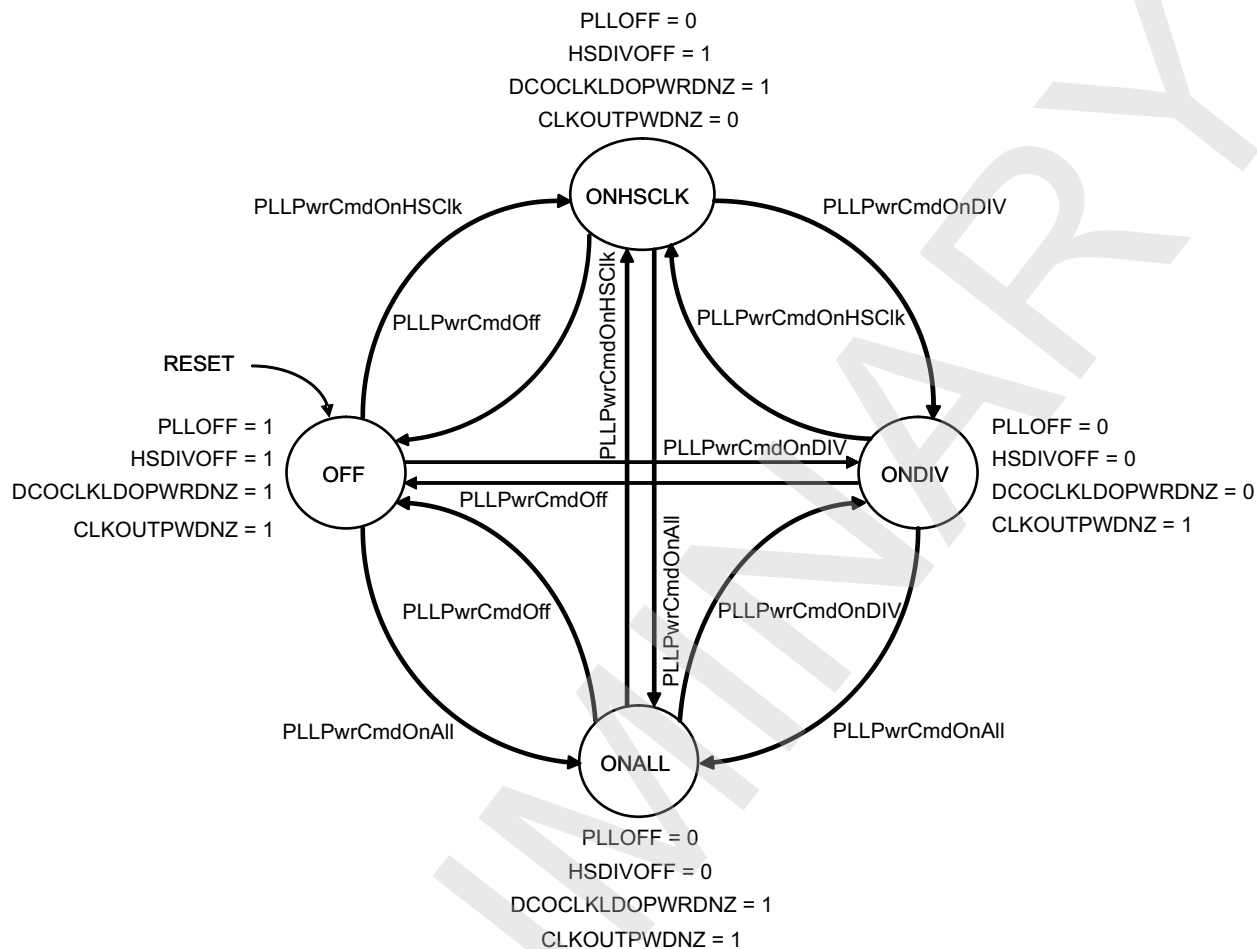 PLLOFF = 0
HSDIVOFF = 1
DCOCLKLDOPWRDNZ = 1
CLKOUTPWDNZ = 0
ONHSCLK
PLLPwrCmdOnHSClk
PLLPwrCmdOnDIV
PLLPwrCmdOff
PLLPwrCmdOnHSClk
PLLPwrCmdOnHSClk
RESET
PLLOFF = 1
HSDIVOFF = 1
DCOCLKLDOPWRDNZ = 1
CLKOUTPWDNZ = 1
OFF
PLLPwrCmdOnDIV
PLLPwrCmdOff
ONDIV
PLLOFF = 0
HSDIVOFF = 0
DCOCLKLDOPWRDNZ = 0
CLKOUTPWDNZ = 1
PLLPwrCmdOnAll
PLLPwrCmdOff
PLLPwrCmdOnDIV
PLLPwrCmdOnAll
PLLPwrCmdOnAll
ONALL
PLLOFF = 0
HSDIVOFF = 0
DCOCLKLDOPWRDNZ = 1
CLKOUTPWDNZ = 1
IMINARY